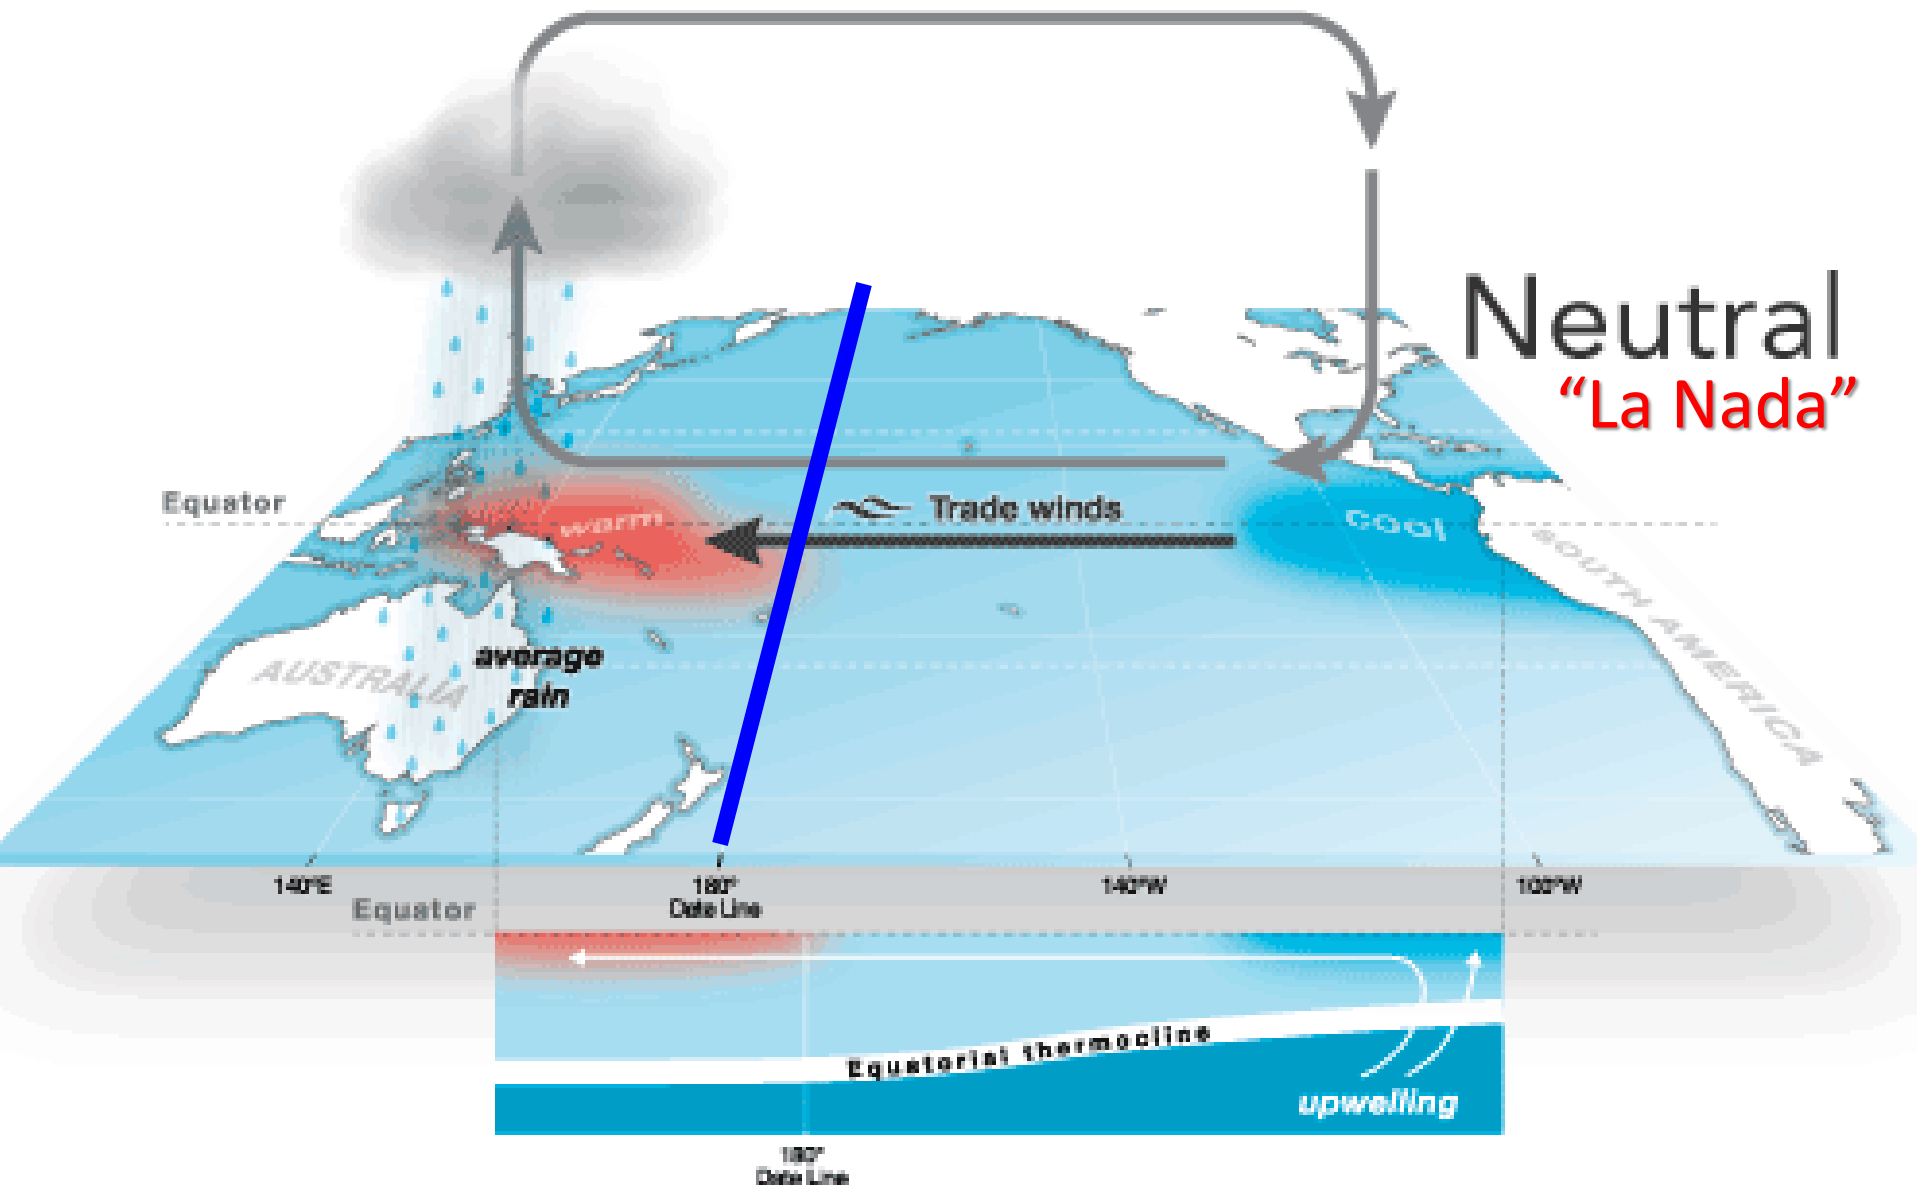 Neutral
“La Nada”
Equator
warm
Trade winds
cool
SOUTH AMERICA
AUSTRALIA
average
rain
140°E
180°
Date Line
140°W
100°W
Equator
Equatorial thermocline
upwelling
180°
Date Line